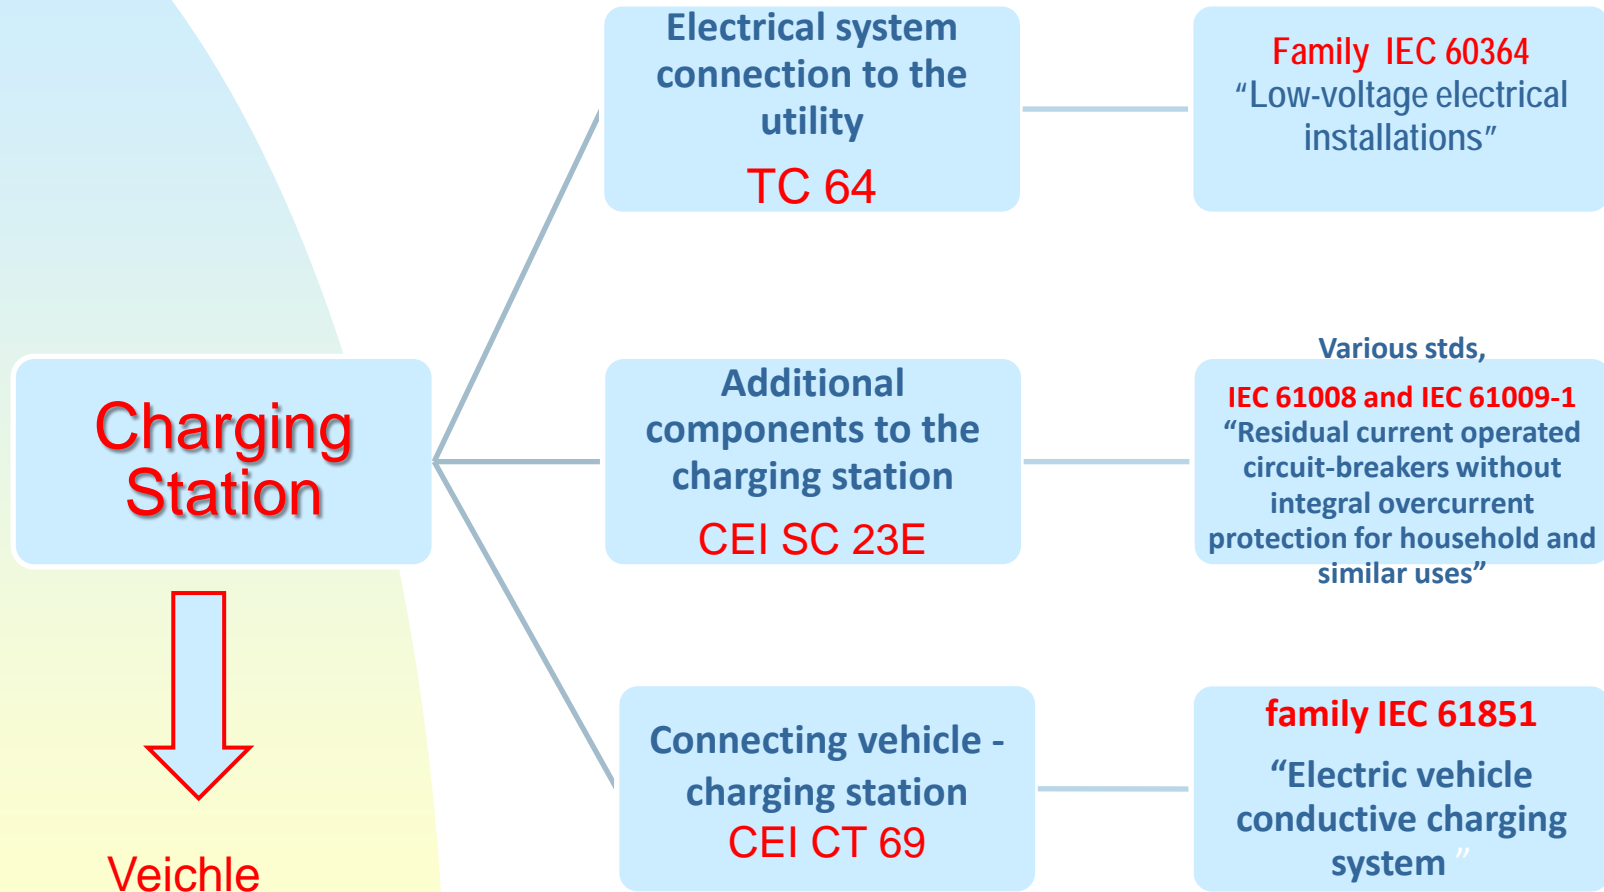 Electrical system
connection to the
utility
TC 64
Family IEC 60364
“Low-voltage electrical
installations”
Charging
Station
Additional
components to the
charging station
CEI SC 23E
Various stds,
IEC 61008 and IEC 61009-1
“Residual current operated
circuit-breakers without
integral overcurrent
protection for household and
similar uses”
Connecting vehicle -
charging station
CEI CT 69
family IEC 61851
“Electric vehicle
conductive charging
system ”
Veichle